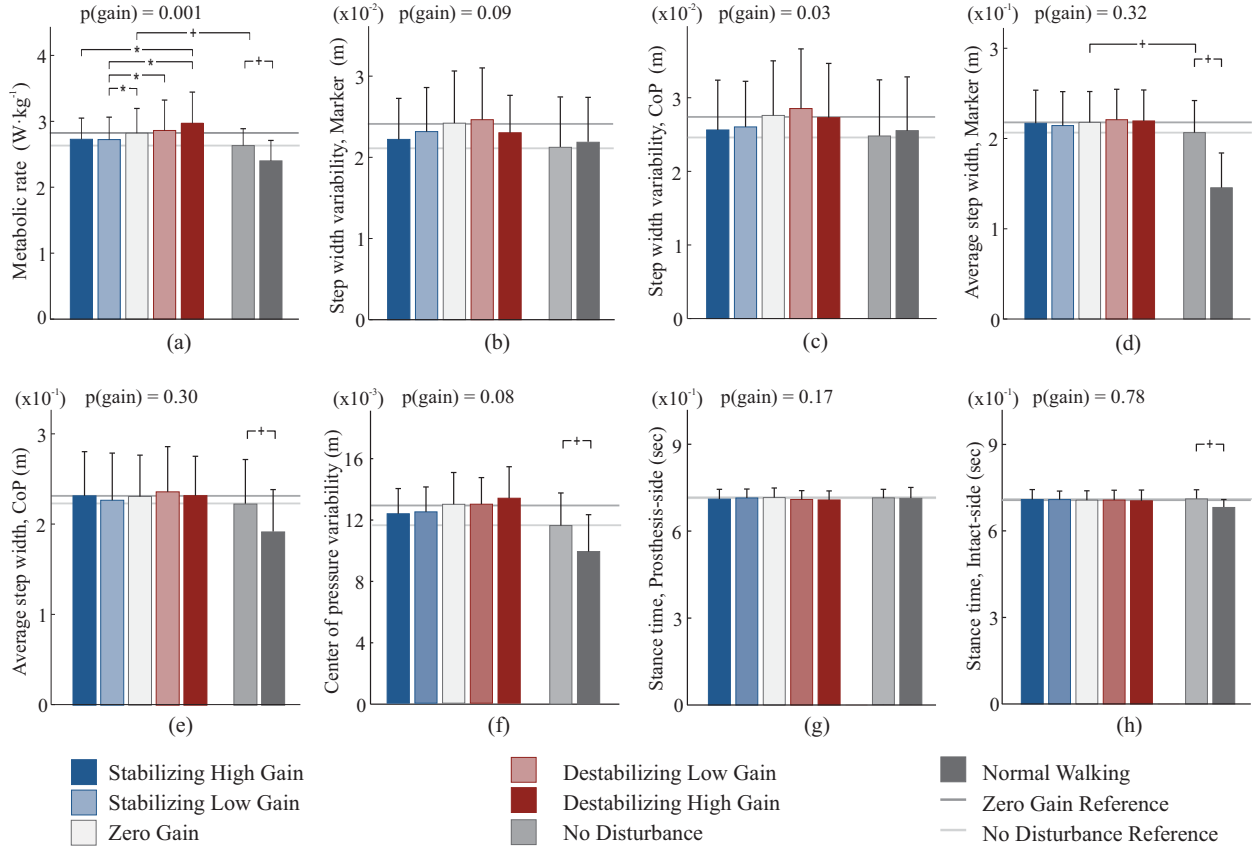 p(gain) = 0.001
4
3
2
1
0
Metabolic rate (W·kg⁻¹)
* * * * + +
(a)
(x10⁻²)
p(gain) = 0.09
3
2
1
0
Step width variability, Marker (m)
(b)
(x10⁻²)
p(gain) = 0.03
3
2
1
0
Step width variability, CoP (m)
(c)
(x10⁻¹)
p(gain) = 0.32
3
2
1
0
Average step width, Marker (m)
+ +
(d)
(x10⁻¹)
p(gain) = 0.30
3
2
1
0
Average step width, CoP (m)
+
(e)
(x10⁻³)
p(gain) = 0.08
16
12
8
4
0
Center of pressure variability (m)
+
(f)
(x10⁻¹)
p(gain) = 0.17
9
6
3
0
Stance time, Prosthesis-side (sec)
(g)
(x10⁻¹)
p(gain) = 0.78
9
6
3
0
Stance time, Intact-side (sec)
+
(h)
Stabilizing High Gain
Stabilizing Low Gain
Zero Gain
Destabilizing Low Gain
Destabilizing High Gain
No Disturbance
Normal Walking
Zero Gain Reference
No Disturbance Reference